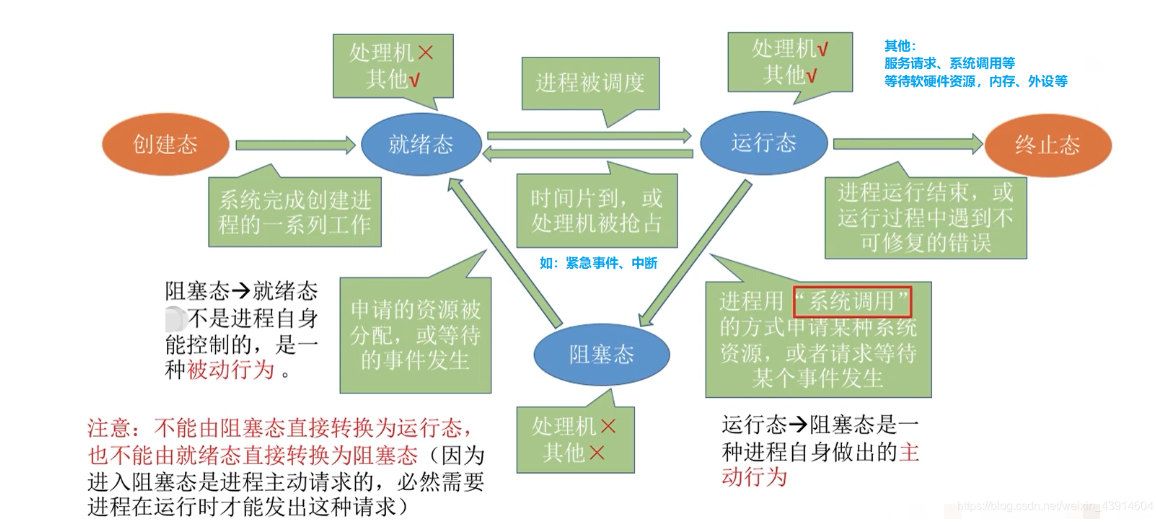 处理机×
其他√
进程被调度
处理机√
其他√
其他：
服务请求、系统调用等
等待软硬件资源，内存、外设等
创建态
就绪态
运行态
终止态
系统完成创建进
程的一系列工作
时间片到，或
处理机被抢占
进程运行结束，或
运行过程中遇到不
可修复的错误
如：紧急事件、中断
阻塞态→就绪态
不是进程自身
能控制的，是一
种被动行为。
申请的资源被
分配，或等待
的事件发生
进程用“系统调用”
的方式申请某种系统
资源，或者请求等待
某个事件发生
阻塞态
处理机×
其他×
运行态→阻塞态是一
种进程自身做出的主
动行为
注意：不能由阻塞态直接转换为运行态，
也不能由就绪态直接转换为阻塞态（因为
进入阻塞态是进程主动请求的，必然需要
进程在运行时才能发出这种请求）
https://blog.csdn.net/weixin_43914604